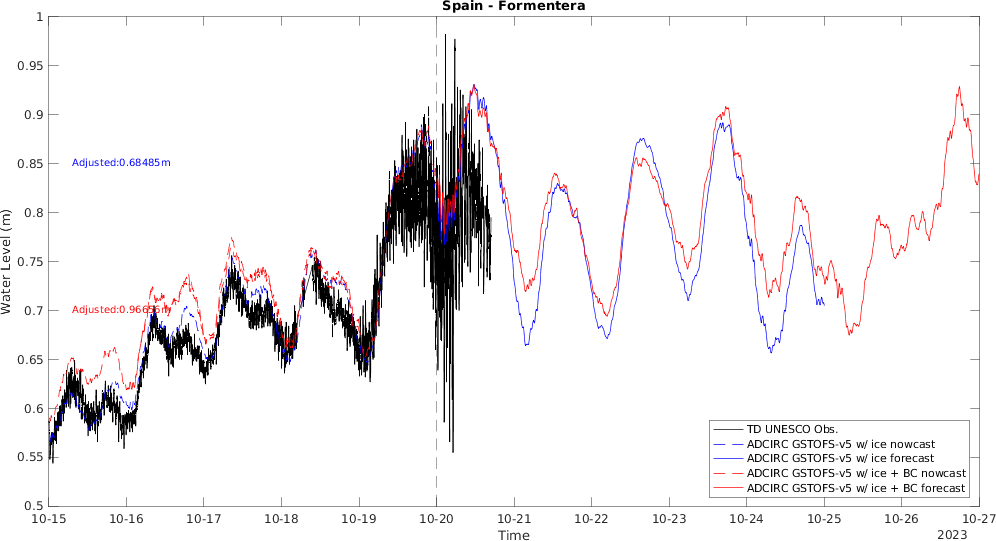 Spain - Formentera
1
0.95
0.9
0.85
0.8
0.75
0.7
0.65
0.6
0.55
0.5
Water Level (m)
Adjusted:0.68485m
TD UNESCO Obs.
ADCIRC GSTOFS-v5 w/ ice nowcast
ADCIRC GSTOFS-v5 w/ ice forecast
ADCIRC GSTOFS-v5 w/ ice + BC nowcast
ADCIRC GSTOFS-v5 w/ ice + BC forecast
10-15 10-16 10-17 10-18 10-19 10-20 10-21 10-22 10-23 10-24 10-25 10-26 10-27
Time
2023